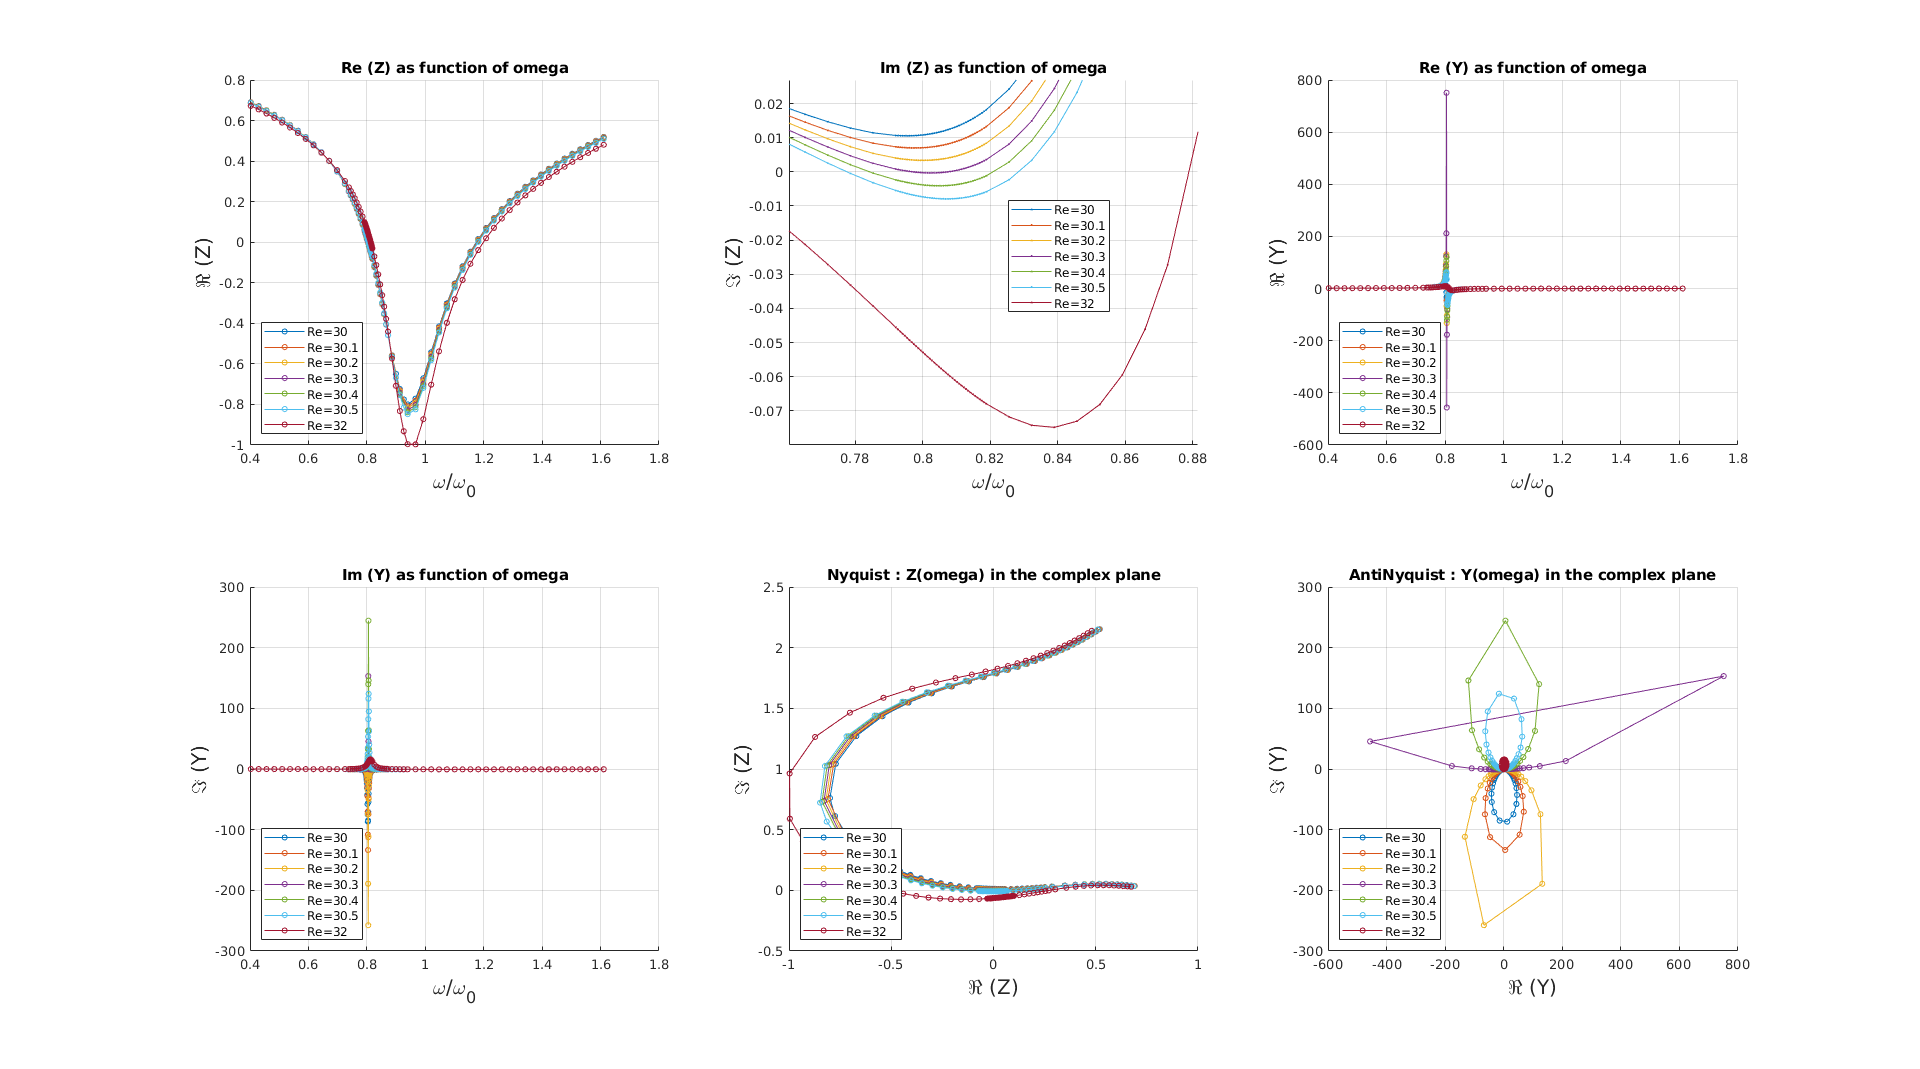 Re (Z) as function of omega
0.8
0.6
0.4
0.2
0
-0.2
-0.4
-0.6
-0.8
-1
ℜ (Z)
Re=30
Re=30.1
Re=30.2
Re=30.3
Re=30.4
Re=30.5
Re=32
0.4 0.6 0.8 1 1.2 1.4 1.6 1.8
ω/ω0
Im (Z) as function of omega
0.02
0.01
0
-0.01
-0.02
-0.03
-0.04
-0.05
-0.06
-0.07
ℑ (Z)
Re=30
Re=30.1
Re=30.2
Re=30.3
Re=30.4
Re=30.5
Re=32
0.78 0.8 0.82 0.84 0.86 0.88
ω/ω0
Re (Y) as function of omega
800
600
400
200
0
-200
-400
-600
ℜ (Y)
Re=30
Re=30.1
Re=30.2
Re=30.3
Re=30.4
Re=30.5
Re=32
0.4 0.6 0.8 1 1.2 1.4 1.6 1.8
ω/ω0
Im (Y) as function of omega
300
200
100
0
-100
-200
-300
ℑ (Y)
Re=30
Re=30.1
Re=30.2
Re=30.3
Re=30.4
Re=30.5
Re=32
0.4 0.6 0.8 1 1.2 1.4 1.6 1.8
ω/ω0
Nyquist : Z(omega) in the complex plane
2.5
2
1.5
1
0.5
0
-0.5
ℑ (Z)
Re=30
Re=30.1
Re=30.2
Re=30.3
Re=30.4
Re=30.5
Re=32
-1 -0.5 0 0.5 1
ℜ (Z)
AntiNyquist : Y(omega) in the complex plane
300
200
100
0
-100
-200
-300
ℑ (Y)
Re=30
Re=30.1
Re=30.2
Re=30.3
Re=30.4
Re=30.5
Re=32
-600 -400 -200 0 200 400 600 800
ℜ (Y)